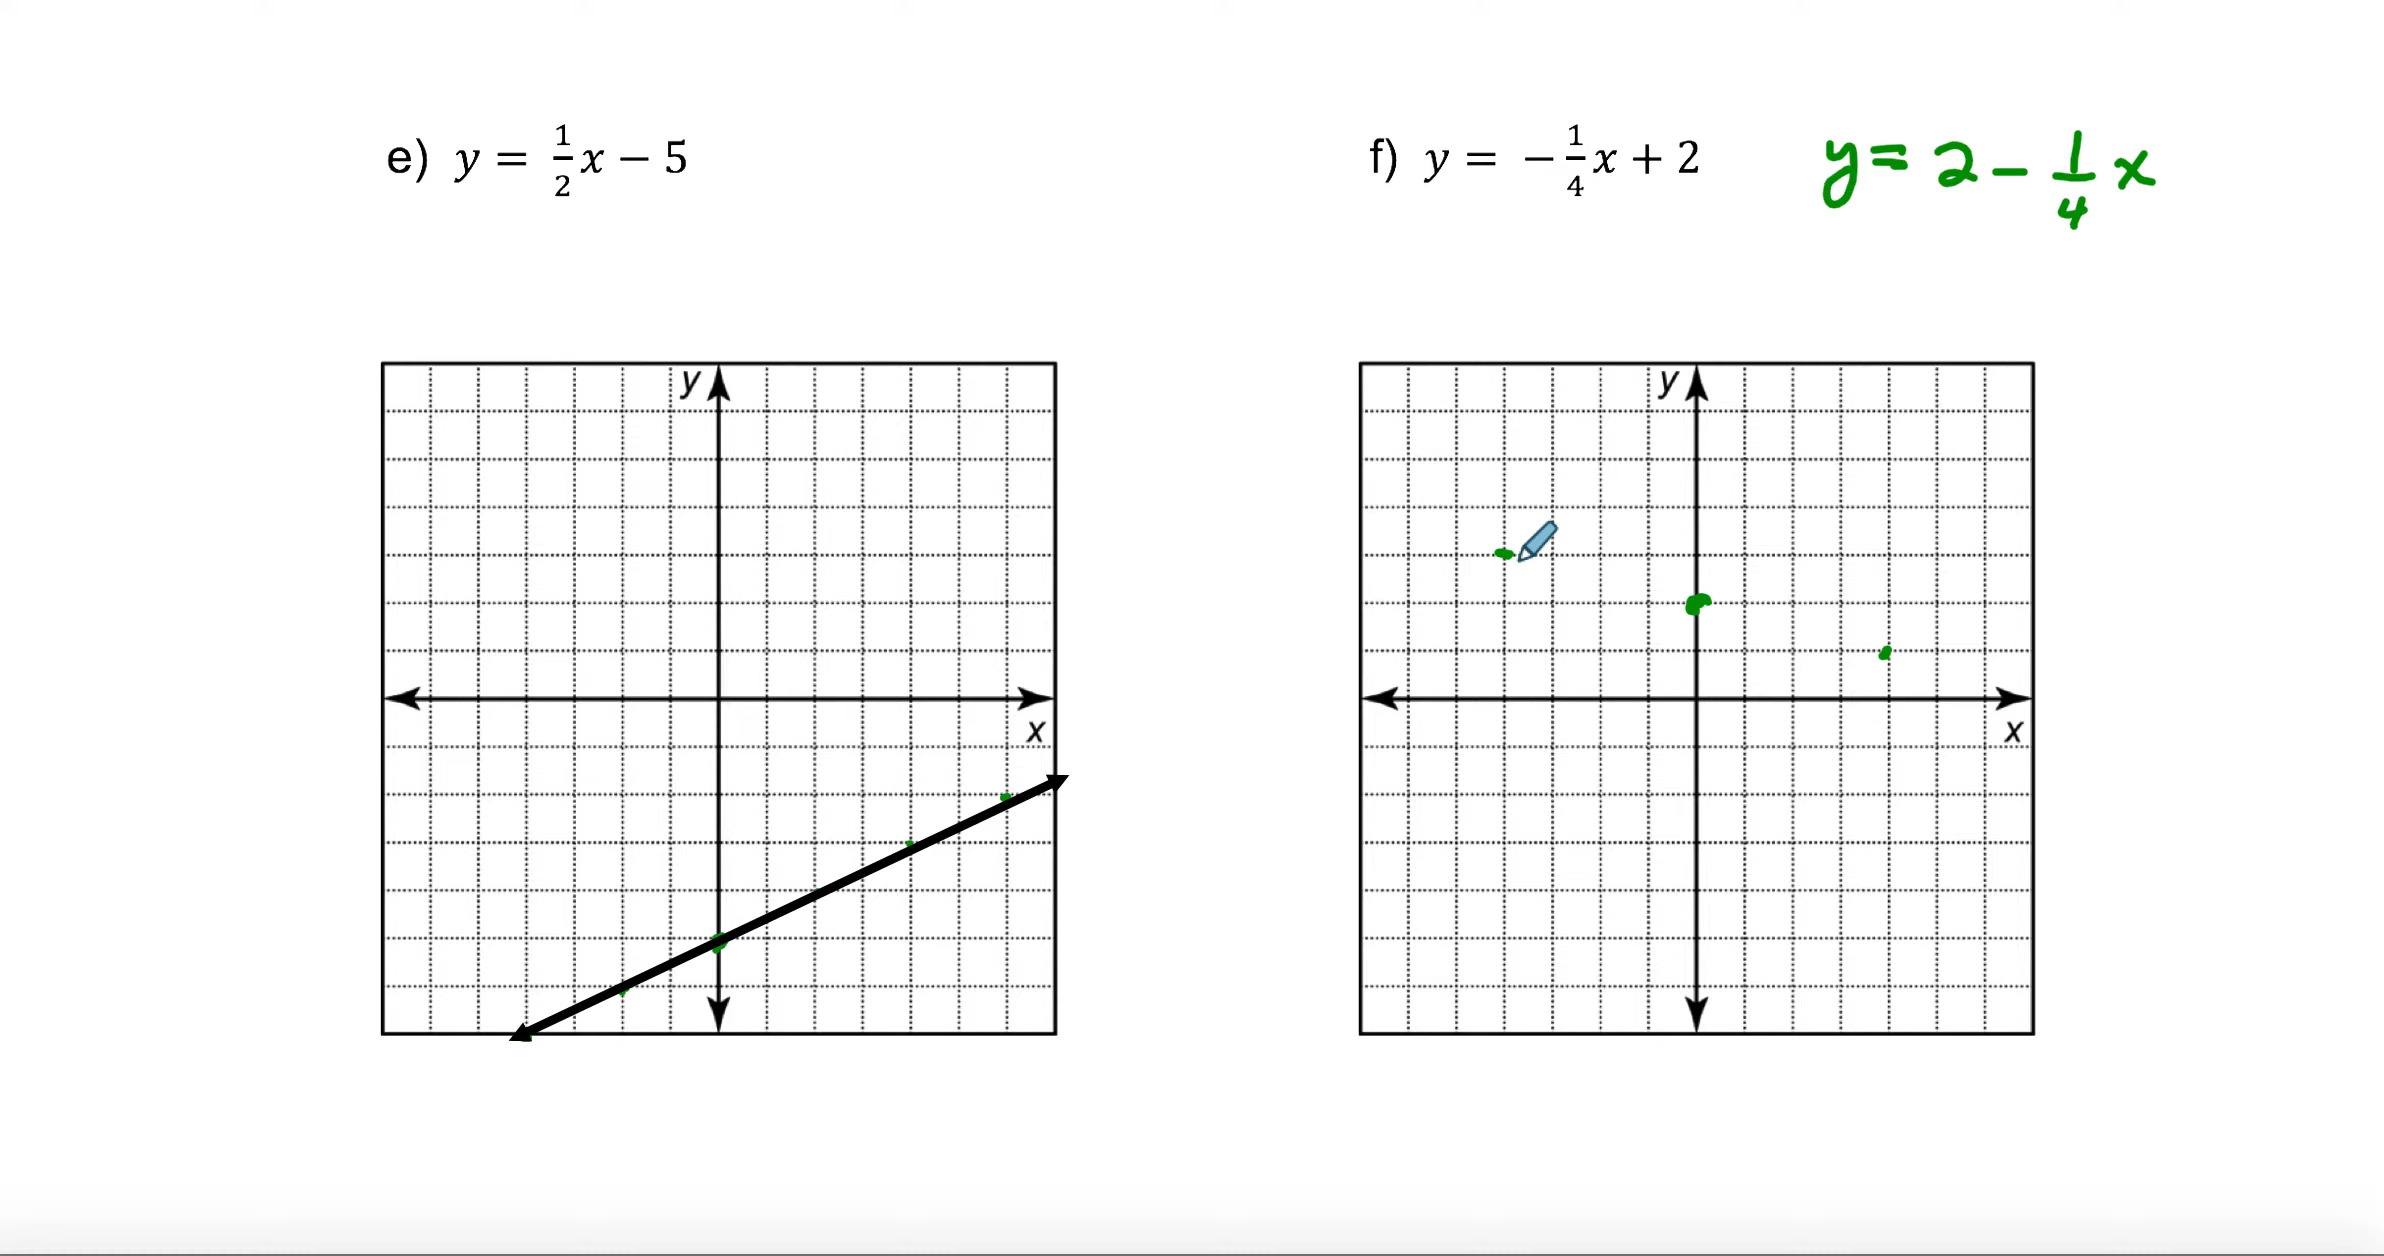 e) y = 1/2 x − 5
f) y = −1/4 x + 2
y = 2 − 1/4 x
y
x
y
x